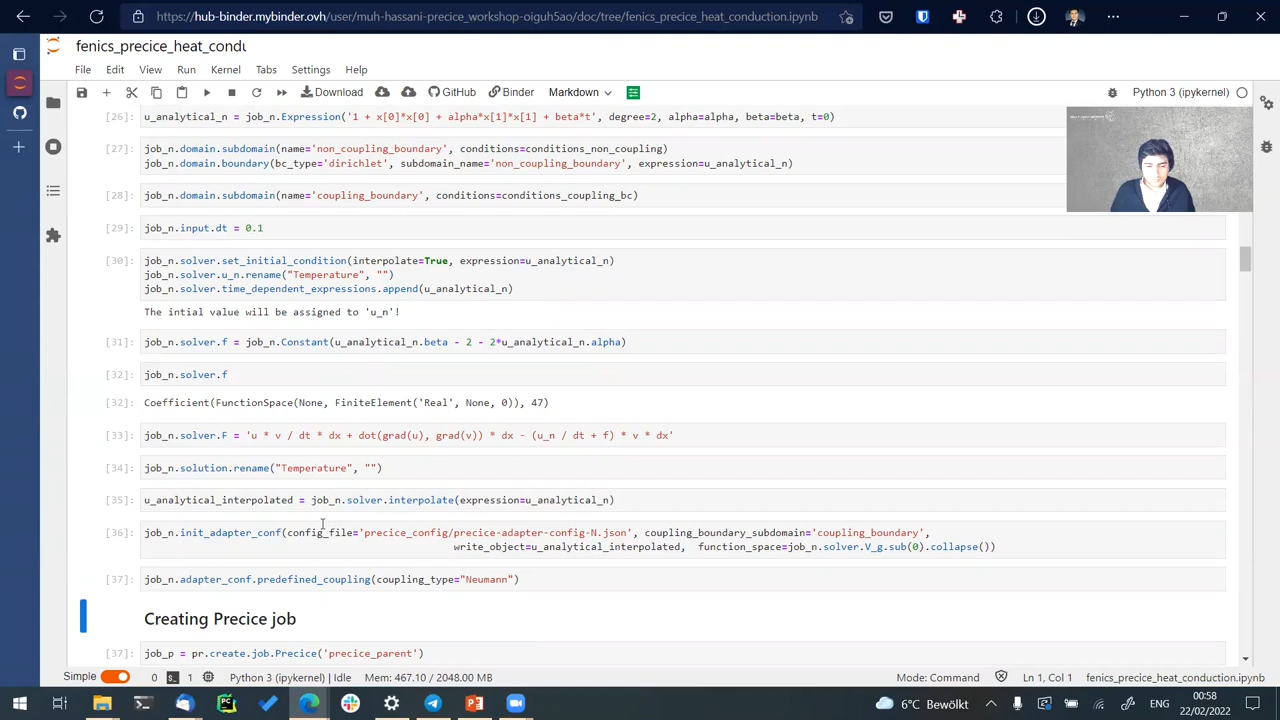 https://hub-binder.mybinder.ovh/user/muh-hassani-precice_workshop-oiguh5ao/doc/tree/fenics_precice_heat_conduction.ipynb
fenics_precice_heat_condu
File Edit View Run Kernel Tabs Settings Help
Download GitHub Binder Markdown Python 3 (ipykernel)
[26]: u_analytical_n = job_n.Expression('1 + x[0]*x[0] + alpha*x[1]*x[1] + beta*t', degree=2, alpha=alpha, beta=beta, t=0)
[27]: job_n.domain.subdomain(name='non_coupling_boundary', conditions=conditions_non_coupling)
job_n.domain.boundary(bc_type='dirichlet', subdomain_name='non_coupling_boundary', expression=u_analytical_n)
[28]: job_n.domain.subdomain(name='coupling_boundary', conditions=conditions_coupling_bc)
[29]: job_n.input.dt = 0.1
[30]: job_n.solver.set_initial_condition(interpolate=True, expression=u_analytical_n)
job_n.solver.u_n.rename("Temperature", "")
job_n.solver.time_dependent_expressions.append(u_analytical_n)
The intial value will be assigned to 'u_n'!
[31]: job_n.solver.f = job_n.Constant(u_analytical_n.beta - 2 - 2*u_analytical_n.alpha)
[32]: job_n.solver.f
[32]: Coefficient(FunctionSpace(None, FiniteElement('Real', None, 0)), 47)
[33]: job_n.solver.F = 'u * v / dt * dx + dot(grad(u), grad(v)) * dx - (u_n / dt + f) * v * dx'
[34]: job_n.solution.rename("Temperature", "")
[35]: u_analytical_interpolated = job_n.solver.interpolate(expression=u_analytical_n)
[36]: job_n.init_adapter_conf(config_file='precice_config/precice-adapter-config-N.json', coupling_boundary_subdomain='coupling_boundary',
write_object=u_analytical_interpolated, function_space=job_n.solver.V_g.sub(0).collapse())
[37]: job_n.adapter_conf.predefined_coupling(coupling_type="Neumann")
Creating Precice job
[37]: job_p = pr.create.job.Precice('precice_parent')
Simple 0 1 Python 3 (ipykernel) | Idle Mem: 467.10 / 2048.00 MB Mode: Command Ln 1, Col 1 fenics_precice_heat_conduction.ipynb
6°C Bewölkt 00:58
22/02/2022